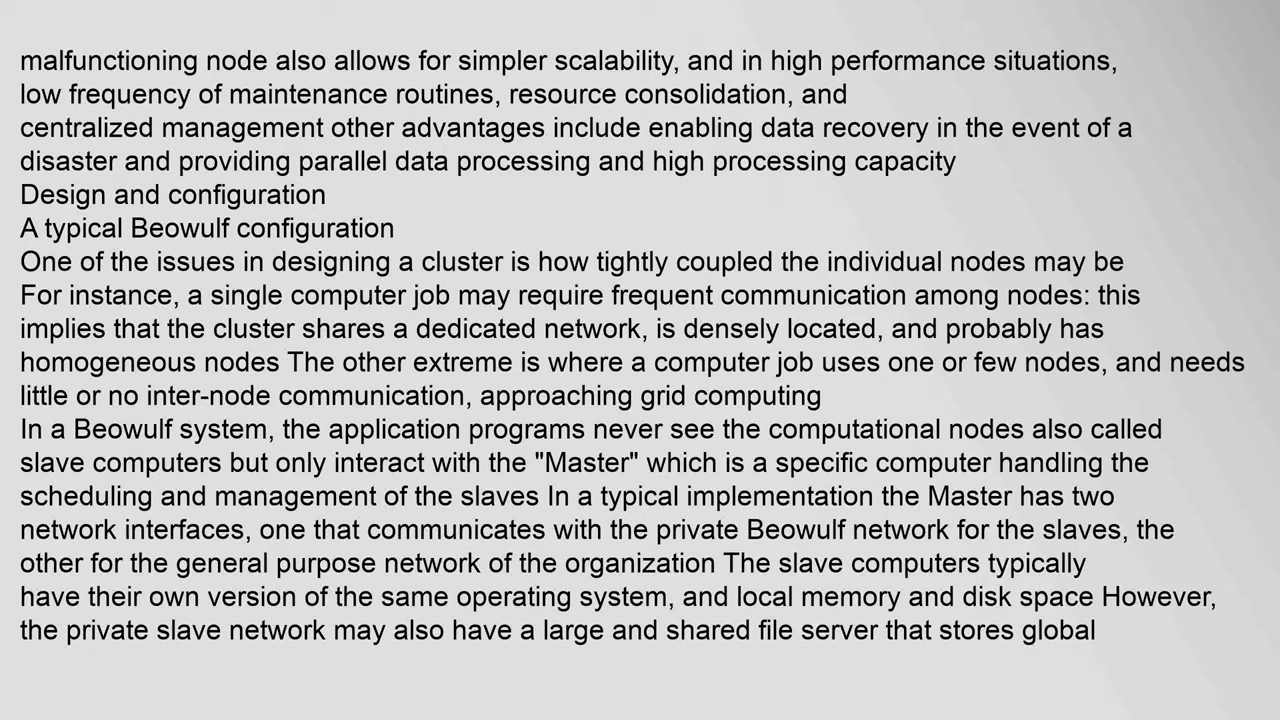 malfunctioning node also allows for simpler scalability, and in high performance situations,
low frequency of maintenance routines, resource consolidation, and
centralized management other advantages include enabling data recovery in the event of a
disaster and providing parallel data processing and high processing capacity
Design and configuration
A typical Beowulf configuration
One of the issues in designing a cluster is how tightly coupled the individual nodes may be
For instance, a single computer job may require frequent communication among nodes: this
implies that the cluster shares a dedicated network, is densely located, and probably has
homogeneous nodes The other extreme is where a computer job uses one or few nodes, and needs
little or no inter-node communication, approaching grid computing
In a Beowulf system, the application programs never see the computational nodes also called
slave computers but only interact with the "Master" which is a specific computer handling the
scheduling and management of the slaves In a typical implementation the Master has two
network interfaces, one that communicates with the private Beowulf network for the slaves, the
other for the general purpose network of the organization The slave computers typically
have their own version of the same operating system, and local memory and disk space However,
the private slave network may also have a large and shared file server that stores global